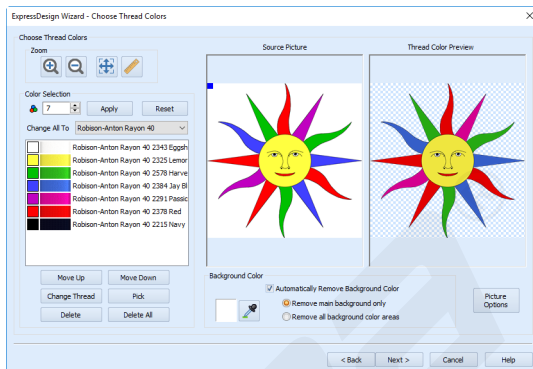 ExpressDesign Wizard - Choose Thread Colors
Choose Thread Colors
Zoom
Source Picture
Thread Color Preview
Color Selection
7
Apply
Reset
Change All To
Robison-Anton Rayon 40
Robison-Anton Rayon 40 2343 Eggsh
Robison-Anton Rayon 40 2325 Lemor
Robison-Anton Rayon 40 2578 Harve
Robison-Anton Rayon 40 2384 Jay Bl
Robison-Anton Rayon 40 2291 Passic
Robison-Anton Rayon 40 2378 Red
Robison-Anton Rayon 40 2215 Navy
Move Up
Move Down
Change Thread
Pick
Delete
Delete All
Background Color
Automatically Remove Background Color
Remove main background only
Remove all background color areas
Picture
Options
< Back
Next >
Cancel
Help